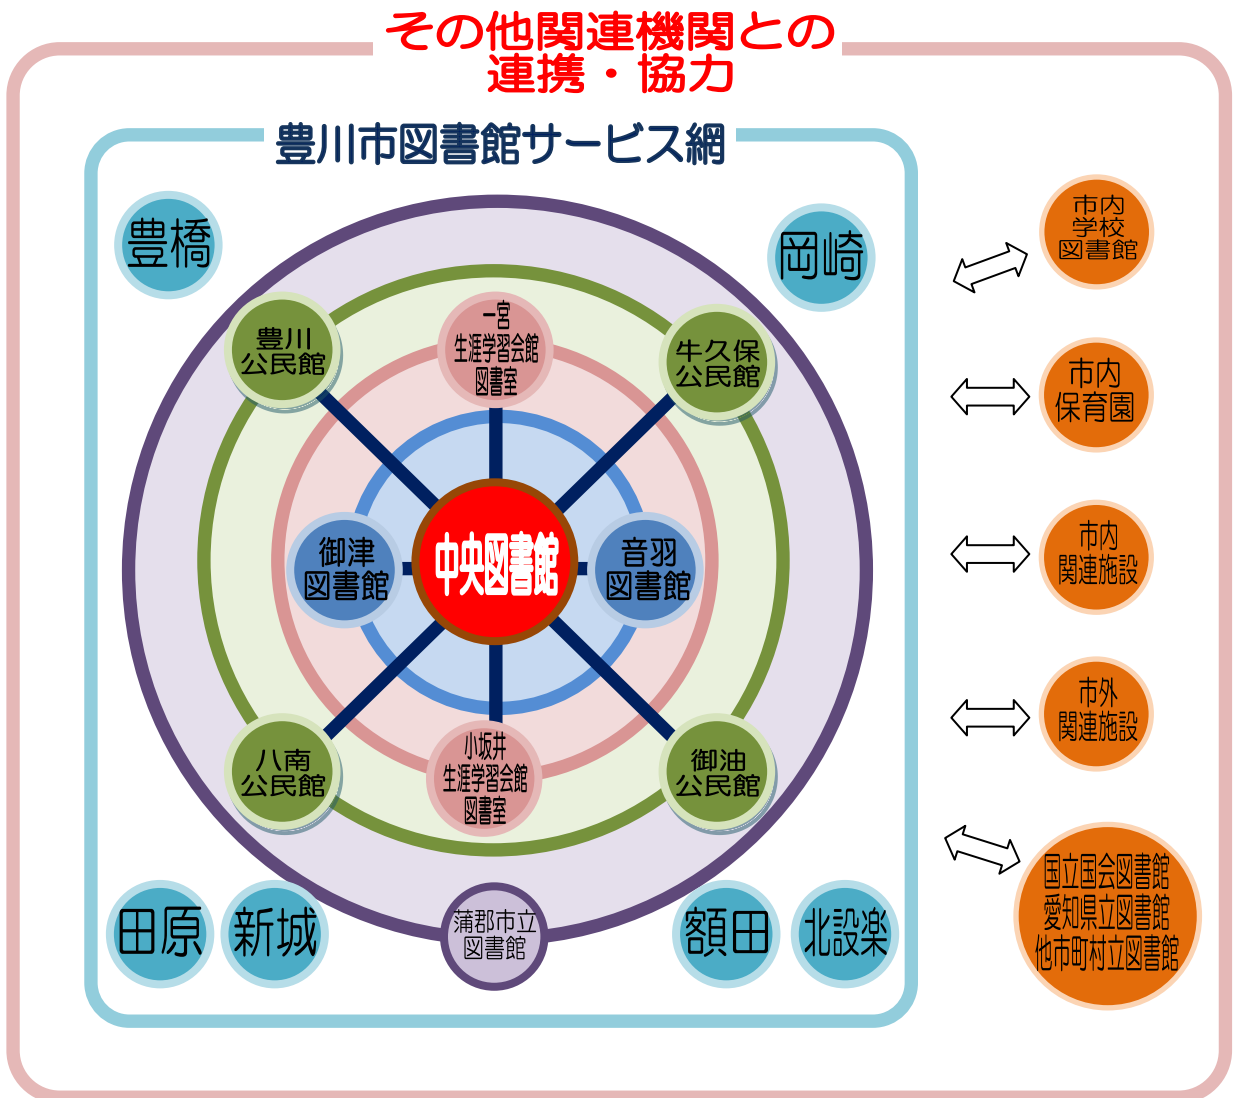 その他関連機関との
連携・協力
豊川市図書館サービス網
豊橋
岡崎
豊川
公民館
一宮
生涯学習会館
図書室
牛久保
公民館
御津
図書館
中央図書館
音羽
図書館
八南
公民館
小坂井
生涯学習会館
図書室
御油
公民館
田原
新城
蒲郡市立
図書館
額田
北設楽
市内
学校
図書館
市内
保育園
市内
関連施設
市外
関連施設
国立国会図書館
愛知県立図書館
他市町村立図書館